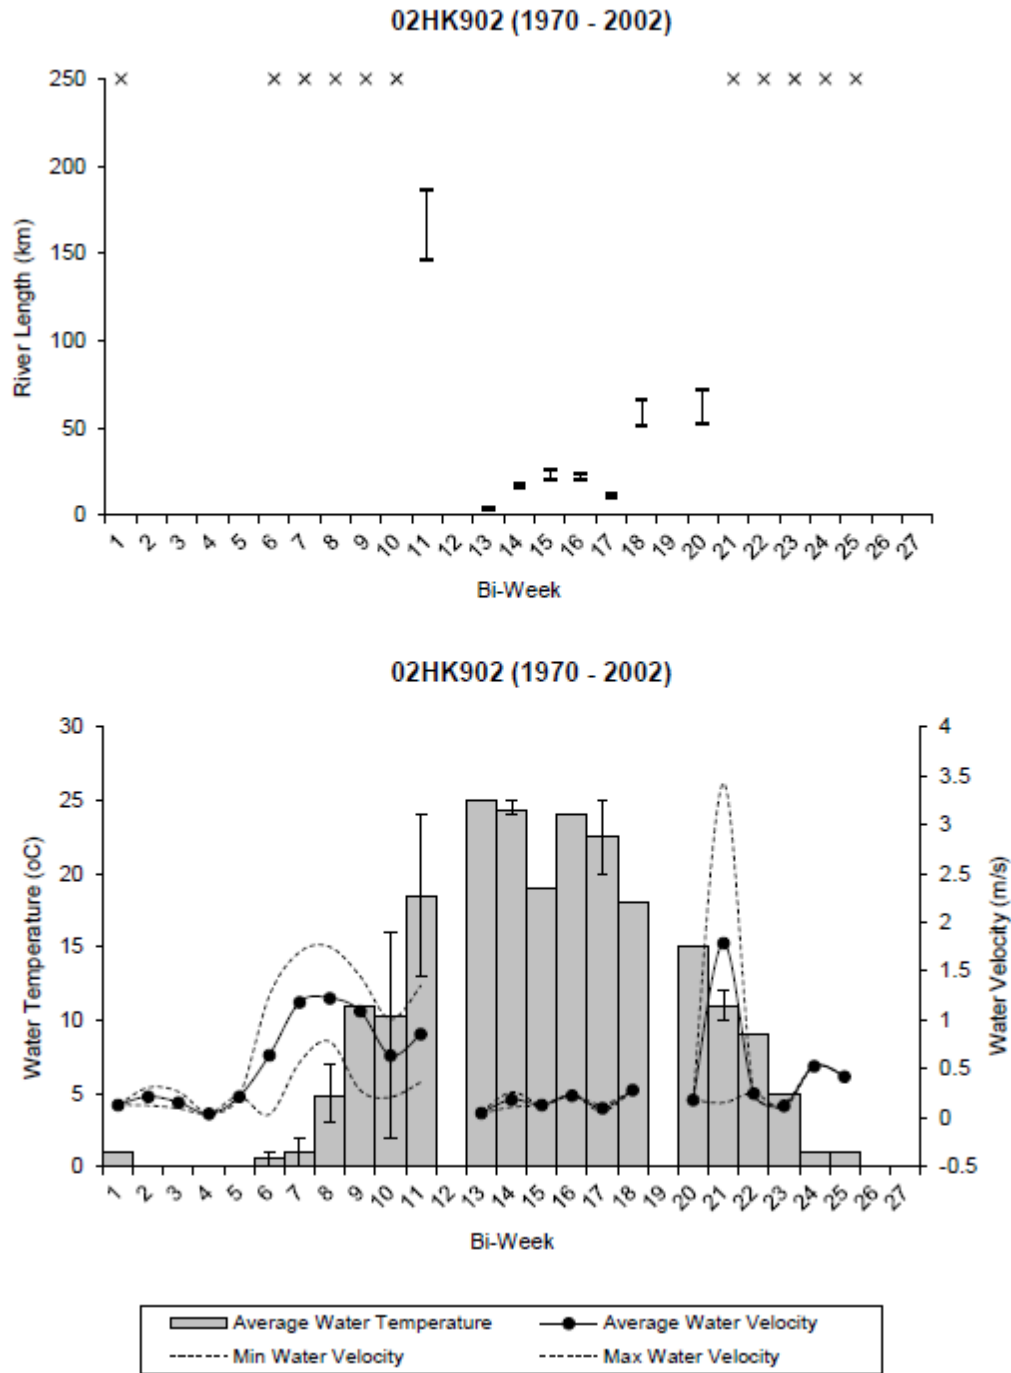 02HK902 (1970 - 2002)
250
200
150
100
50
0
River Length (km)
1 2 3 4 5 6 7 8 9 10 11 12 13 14 15 16 17 18 19 20 21 22 23 24 25 26 27
Bi-Week
02HK902 (1970 - 2002)
30
25
20
15
10
5
0
Water Temperature (oC)
4
3.5
3
2.5
2
1.5
1
0.5
0
-0.5
Water Velocity (m/s)
1 2 3 4 5 6 7 8 9 10 11 12 13 14 15 16 17 18 19 20 21 22 23 24 25 26 27
Bi-Week
Average Water Temperature Average Water Velocity
Min Water Velocity Max Water Velocity